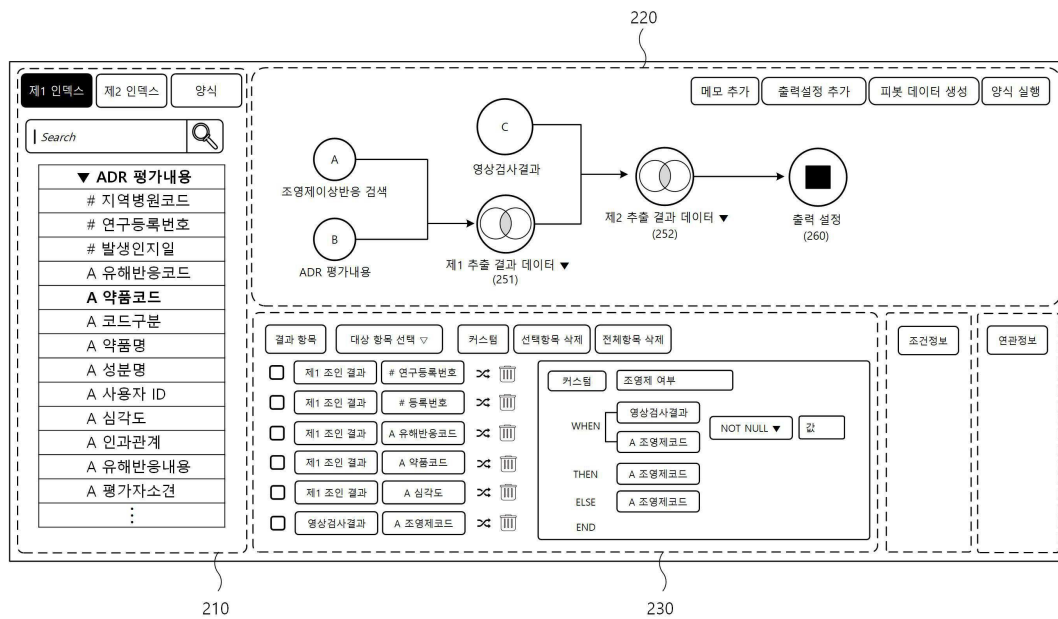 220
제1 인덱스
제2 인덱스
양식
Search
▼ ADR 평가내용
# 지역병원코드
# 연구등록번호
# 발생인지일
A 유해반응코드
A 약품코드
A 코드구분
A 약품명
A 성분명
A 사용자 ID
A 심각도
A 인과관계
A 유해반응내용
A 평가자소견
⋮
메모 추가
출력설정 추가
피봇 데이터 생성
양식 실행
A
조영제이상반응 검색
B
ADR 평가내용
C
영상검사결과
제1 추출 결과 데이터 ▼
(251)
제2 추출 결과 데이터 ▼
(252)
출력 설정
(260)
결과 항목
대상 항목 선택 ▽
커스텀
선택항목 삭제
전체항목 삭제
제1 조인 결과 # 연구등록번호
제1 조인 결과 # 등록번호
제1 조인 결과 A 유해반응코드
제1 조인 결과 A 약품코드
제1 조인 결과 A 심각도
영상검사결과 A 조영제코드
커스텀 조영제 여부
WHEN
영상검사결과
A 조영제코드
NOT NULL ▼
값
THEN A 조영제코드
ELSE A 조영제코드
END
조건정보
연관정보
210
230